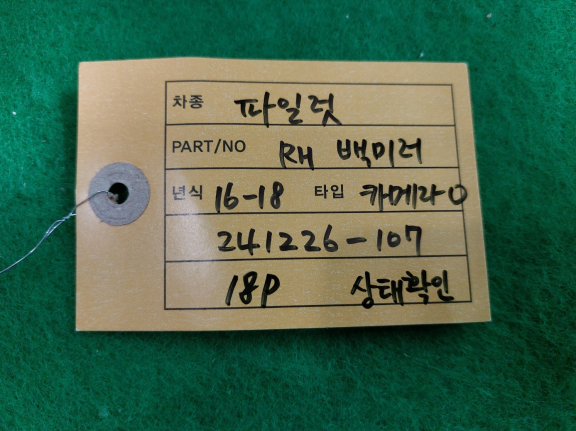 차종 파일럿
PART/NO RH 백미러
년식 16-18 타입 카메라O
241226-107
18P 상태확인